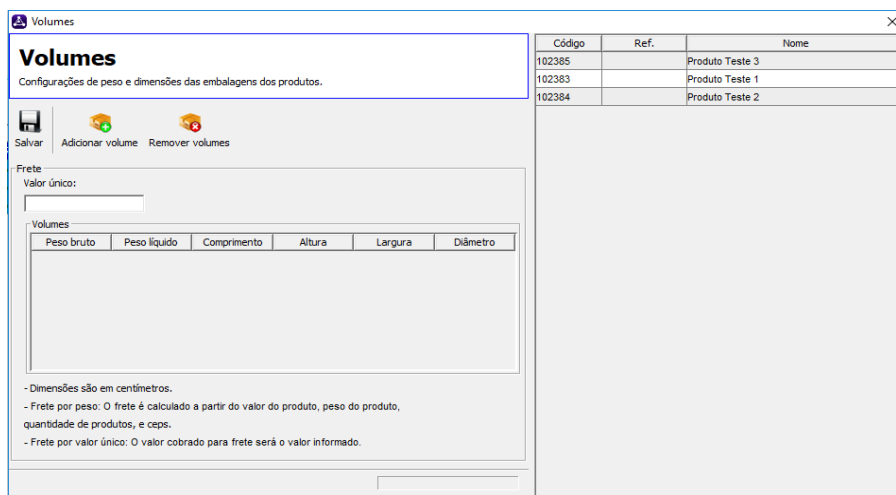 Volumes
Volumes
Configurações de peso e dimensões das embalagens dos produtos.
Salvar Adicionar volume Remover volumes
Frete
Valor único:
Volumes
Peso bruto Peso líquido Comprimento Altura Largura Diâmetro
- Dimensões são em centímetros.
- Frete por peso: O frete é calculado a partir do valor do produto, peso do produto,
quantidade de produtos, e ceps.
- Frete por valor único: O valor cobrado para frete será o valor informado.
Código Ref. Nome
102385 Produto Teste 3
102383 Produto Teste 1
102384 Produto Teste 2